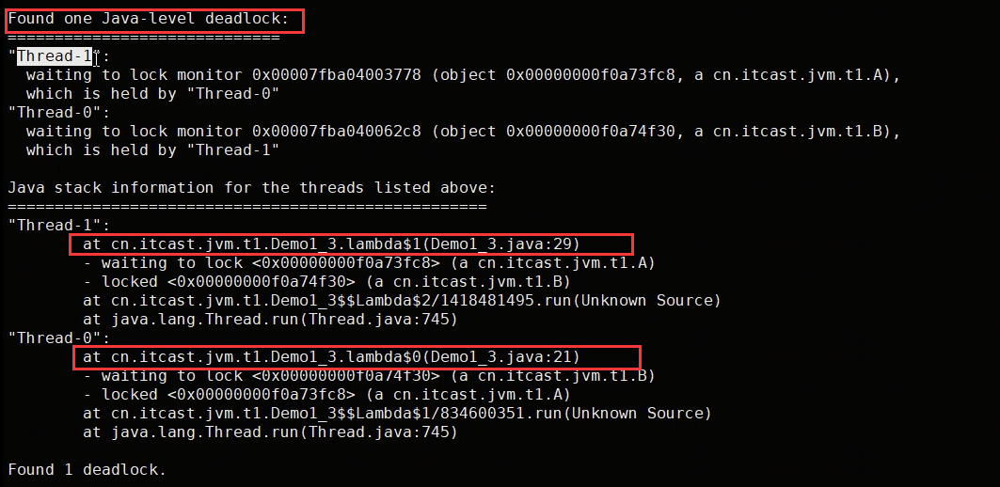 Found one Java-level deadlock:
=============================
"Thread-1":
  waiting to lock monitor 0x00007fba04003778 (object 0x00000000f0a73fc8, a cn.itcast.jvm.t1.A),
  which is held by "Thread-0"
"Thread-0":
  waiting to lock monitor 0x00007fba040062c8 (object 0x00000000f0a74f30, a cn.itcast.jvm.t1.B),
  which is held by "Thread-1"

Java stack information for the threads listed above:
===================================================
"Thread-1":
        at cn.itcast.jvm.t1.Demo1_3.lambda$1(Demo1_3.java:29)
        - waiting to lock <0x00000000f0a73fc8> (a cn.itcast.jvm.t1.A)
        - locked <0x00000000f0a74f30> (a cn.itcast.jvm.t1.B)
        at cn.itcast.jvm.t1.Demo1_3$$Lambda$2/1418481495.run(Unknown Source)
        at java.lang.Thread.run(Thread.java:745)
"Thread-0":
        at cn.itcast.jvm.t1.Demo1_3.lambda$0(Demo1_3.java:21)
        - waiting to lock <0x00000000f0a74f30> (a cn.itcast.jvm.t1.B)
        - locked <0x00000000f0a73fc8> (a cn.itcast.jvm.t1.A)
        at cn.itcast.jvm.t1.Demo1_3$$Lambda$1/834600351.run(Unknown Source)
        at java.lang.Thread.run(Thread.java:745)

Found 1 deadlock.